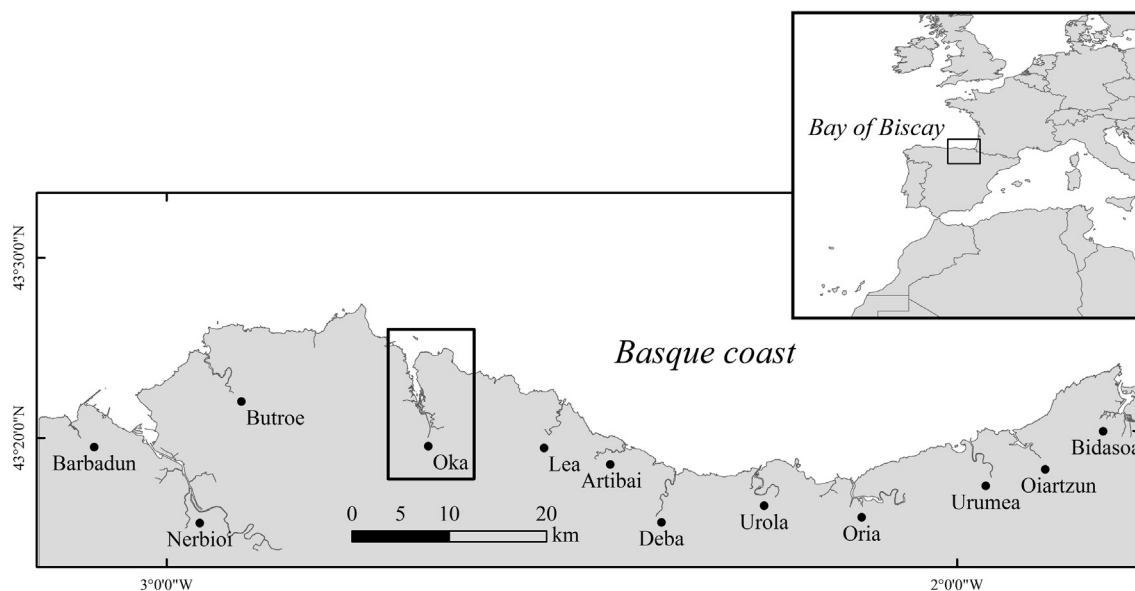 Bay of Biscay
43°30'0"N
Basque coast
43°20'0"N
Butroe
Barbadun
Oka
Lea
Artibai
Bidasoa
Oiartzun
Urumea
Nerbioi
Deba
Urola
Oria
0 5 10 20
km
3°0'0"W
2°0'0"W